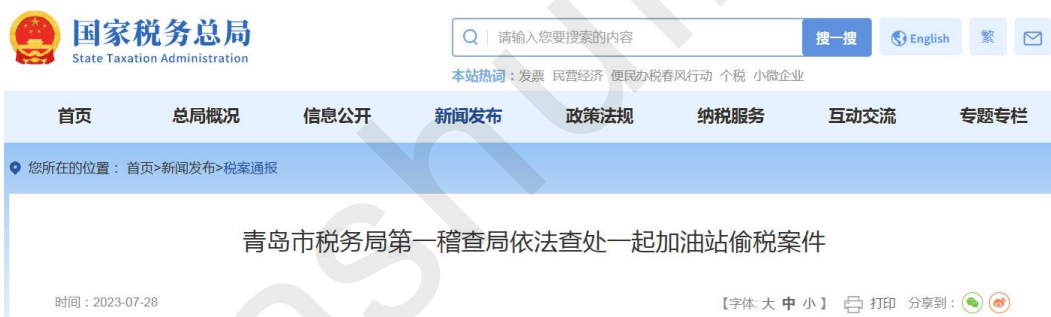 国家税务总局
State Taxation Administration
请输入您要搜索的内容
搜一搜
English
繁
本站热词：发票 民营经济 便民办税春风行动 个税 小微企业
首页 总局概况 信息公开 新闻发布 政策法规 纳税服务 互动交流 专题专栏
您所在的位置： 首页>新闻发布>税案通报
青岛市税务局第一稽查局依法查处一起加油站偷税案件
时间：2023-07-28
【字体:大 中 小】 打印 分享到：